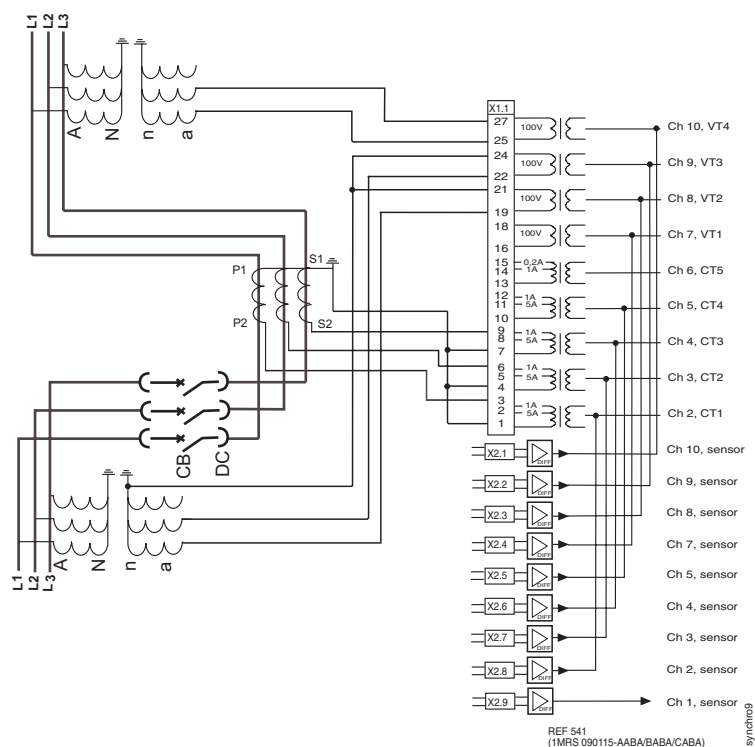 L1
L2
L3
A
N
n
a
X1.1
27
100V
Ch 10, VT4
25
24
100V
Ch 9, VT3
22
21
100V
Ch 8, VT2
19
18
100V
Ch 7, VT1
16
15
0,2A
14
1A
Ch 6, CT5
13
12
1A
11
5A
Ch 5, CT4
10
9
1A
8
5A
Ch 4, CT3
7
6
1A
5
5A
Ch 3, CT2
4
3
1A
2
5A
Ch 2, CT1
1
P1
S1
P2
S2
CB
DC
X2.1
DIFF
Ch 10, sensor
X2.2
DIFF
Ch 9, sensor
X2.3
DIFF
Ch 8, sensor
X2.4
DIFF
Ch 7, sensor
X2.5
DIFF
Ch 5, sensor
X2.6
DIFF
Ch 4, sensor
X2.7
DIFF
Ch 3, sensor
X2.8
DIFF
Ch 2, sensor
X2.9
DIFF
Ch 1, sensor
L1
L2
L3
A
N
n
a
REF 541
(1MRS 090115-AABA/BABA/CABA)
synchro9